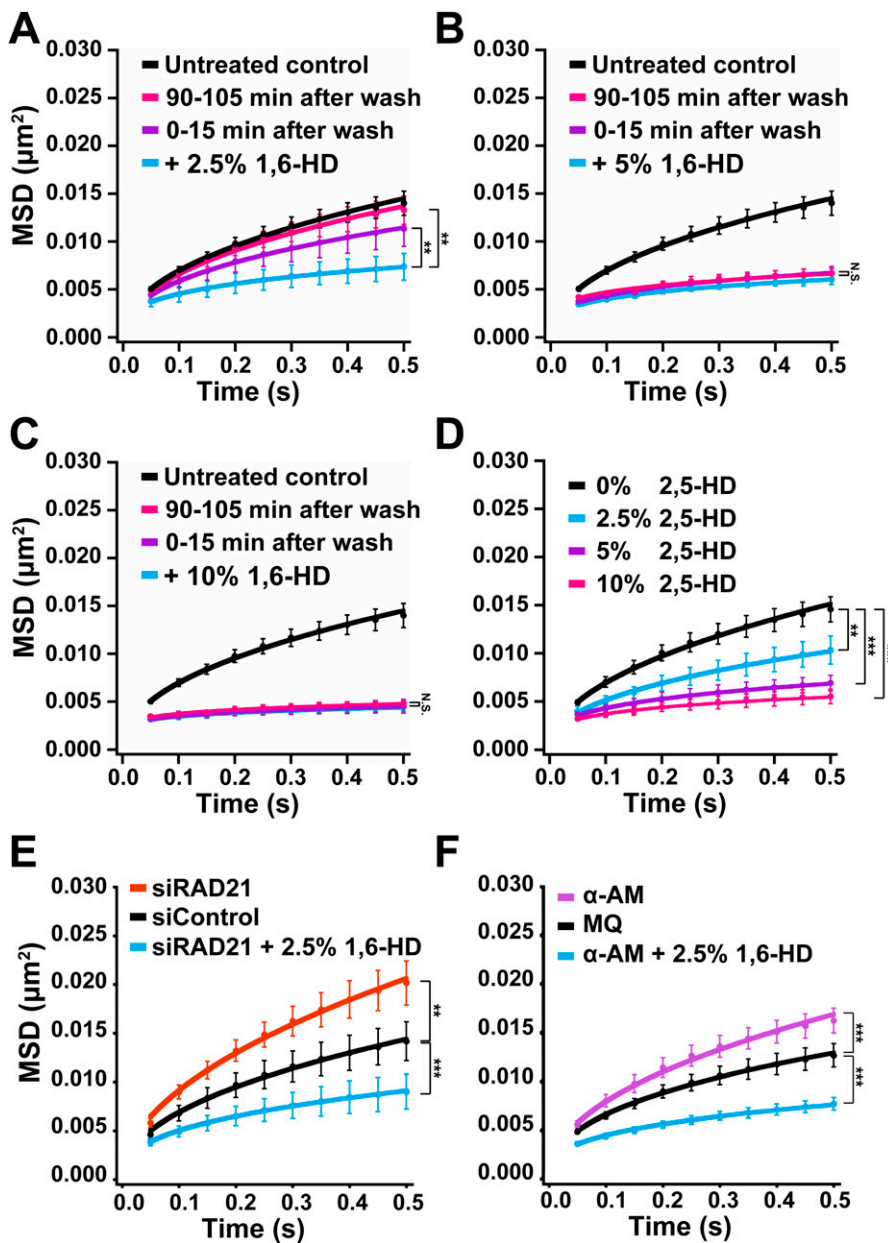 A
MSD (µm²)
0.030
0.025
0.020
0.015
0.010
0.005
0.000
Untreated control
90-105 min after wash
0-15 min after wash
+ 2.5% 1,6-HD
**
**
0.0 0.1 0.2 0.3 0.4 0.5
Time (s)
B
0.030
0.025
0.020
0.015
0.010
0.005
0.000
Untreated control
90-105 min after wash
0-15 min after wash
+ 5% 1,6-HD
N.S.
0.0 0.1 0.2 0.3 0.4 0.5
Time (s)
C
MSD (µm²)
0.030
0.025
0.020
0.015
0.010
0.005
0.000
Untreated control
90-105 min after wash
0-15 min after wash
+ 10% 1,6-HD
N.S.
0.0 0.1 0.2 0.3 0.4 0.5
Time (s)
D
0.030
0.025
0.020
0.015
0.010
0.005
0.000
0% 2,5-HD
2.5% 2,5-HD
5% 2,5-HD
10% 2,5-HD
**
***
0.0 0.1 0.2 0.3 0.4 0.5
Time (s)
E
MSD (µm²)
0.030
0.025
0.020
0.015
0.010
0.005
0.000
siRAD21
siControl
siRAD21 + 2.5% 1,6-HD
**
***
0.0 0.1 0.2 0.3 0.4 0.5
Time (s)
F
0.030
0.025
0.020
0.015
0.010
0.005
0.000
α-AM
MQ
α-AM + 2.5% 1,6-HD
***
***
0.0 0.1 0.2 0.3 0.4 0.5
Time (s)